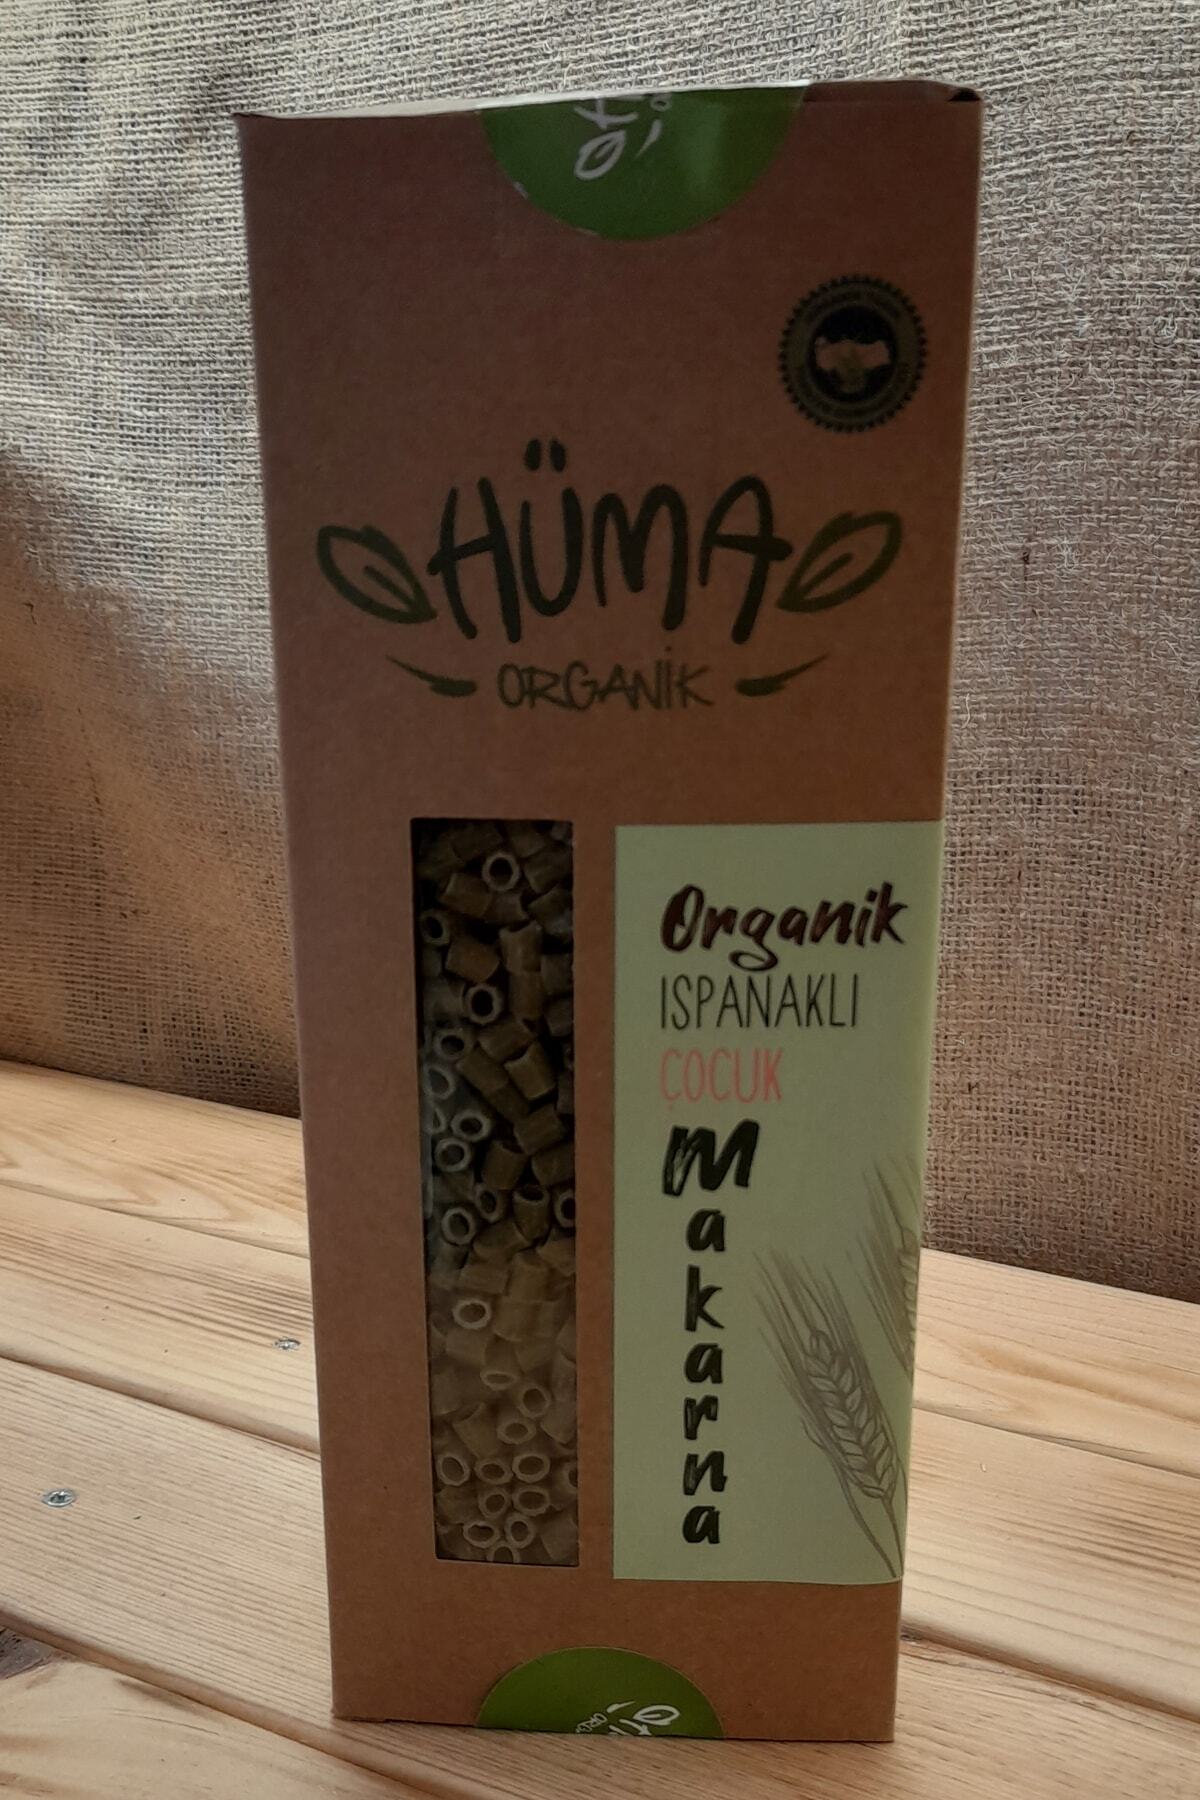 HÜMA
ORGANİK
Organik
ISPANAKLI
ÇOCUK
Makarna